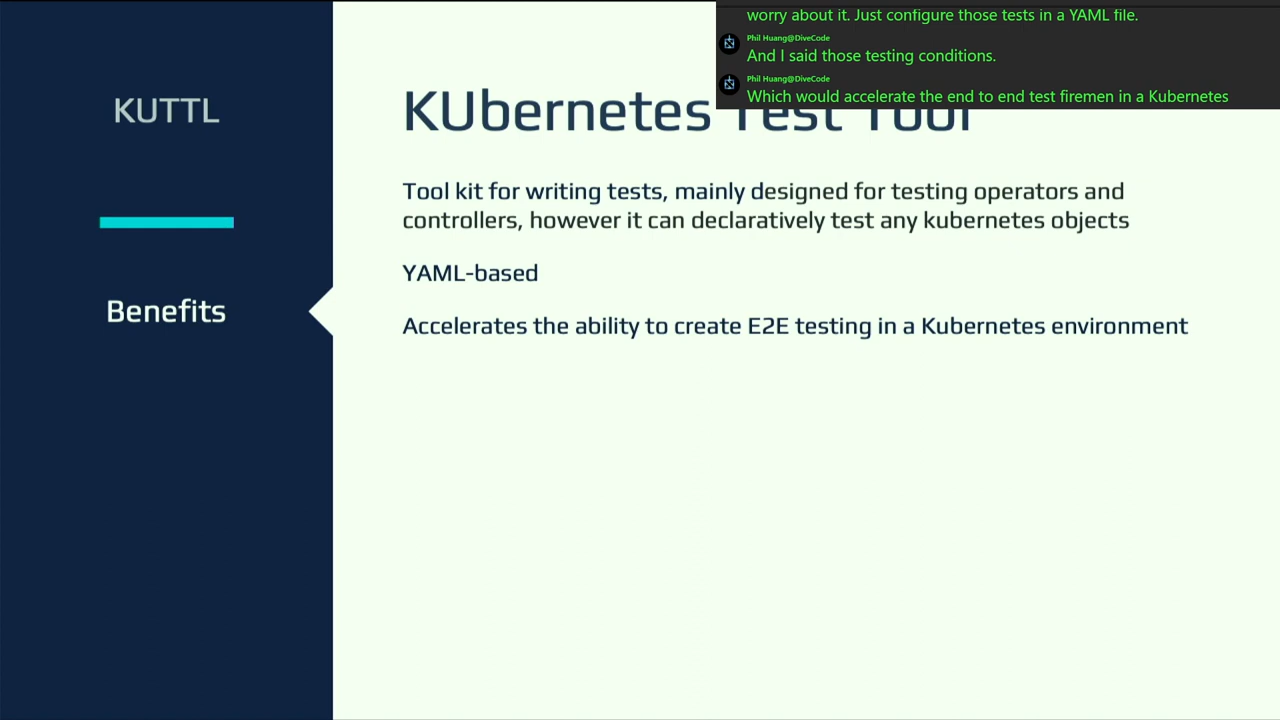 KUTTL
Benefits
worry about it. Just configure those tests in a YAML file.
Phil Huang@DiveCode
And I said those testing conditions.
Phil Huang@DiveCode
Which would accelerate the end to end test firemen in a Kubernetes
KUbernetes Test Tool
Tool kit for writing tests, mainly designed for testing operators and
controllers, however it can declaratively test any kubernetes objects
YAML-based
Accelerates the ability to create E2E testing in a Kubernetes environment